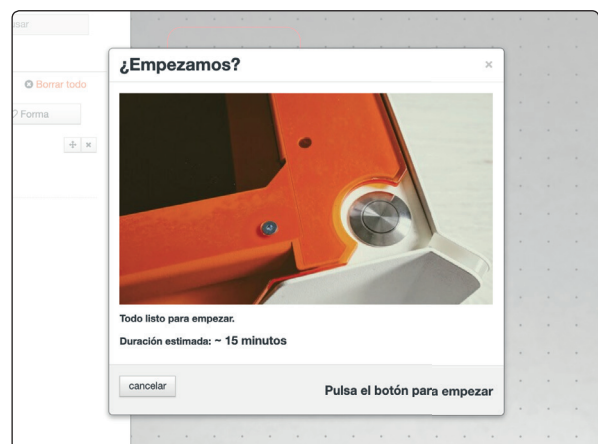 ¿Empezamos?
×
Borrar todo
Forma
Todo listo para empezar.
Duración estimada: ~ 15 minutos
cancelar
Pulsa el botón para empezar